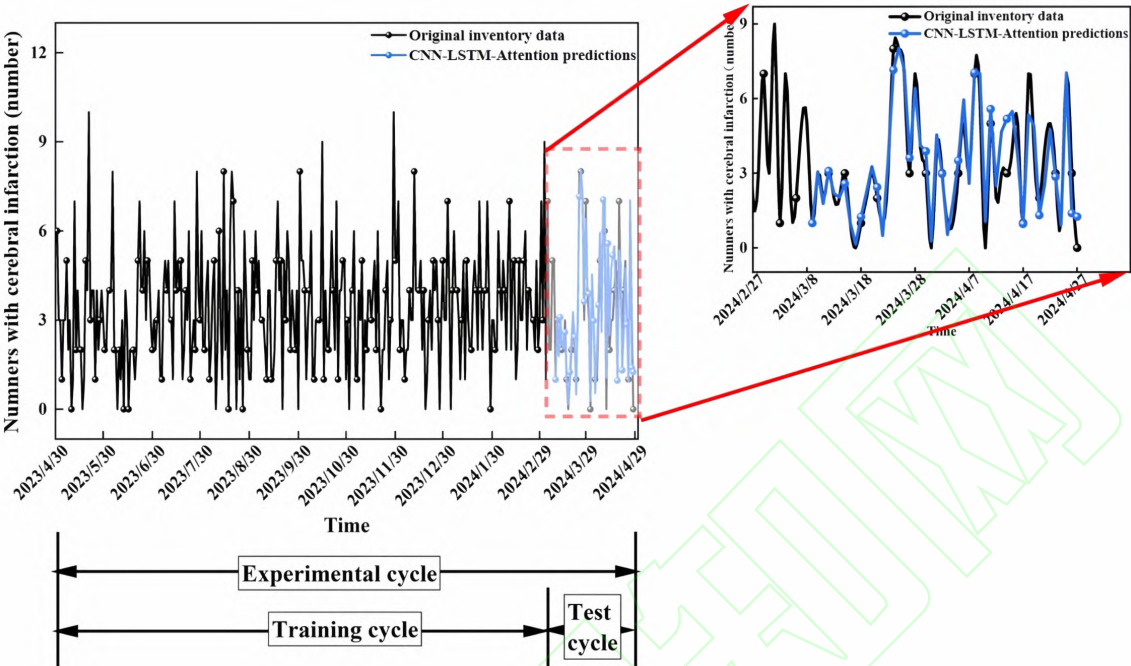 Numners with cerebral infarction (number)
13
12
9
6
3
0
Original inventory data
CNN-LSTM-Attention predictions
2023/4/30
2023/5/30
2023/6/30
2023/7/30
2023/8/30
2023/9/30
2023/10/30
2023/11/30
2023/12/30
2024/1/30
2024/2/29
2024/3/29
2024/4/29
Time
Numners with cerebral infarction (number)
9
6
3
0
Original inventory data
CNN-LSTM-Attention predictions
2024/2/27
2024/3/8
2024/3/18
2024/3/28
2024/4/7
2024/4/17
2024/4/27
Time
Experimental cycle
Training cycle
Test
cycle